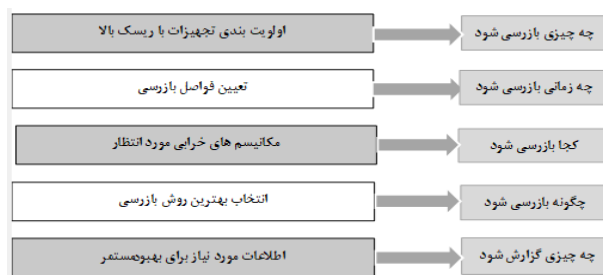 اولویت بندی تجهیزات با ریسک بالا
چه چیزی بازرسی شود
تعیین فواصل بازرسی
چه زمانی بازرسی شود
مکانیسم های خرابی مورد انتظار
کجا بازرسی شود
انتخاب بهترین روش بازرسی
چگونه بازرسی شود
اطلاعات مورد نیاز برای بهبودمستمر
چه چیزی گزارش شود